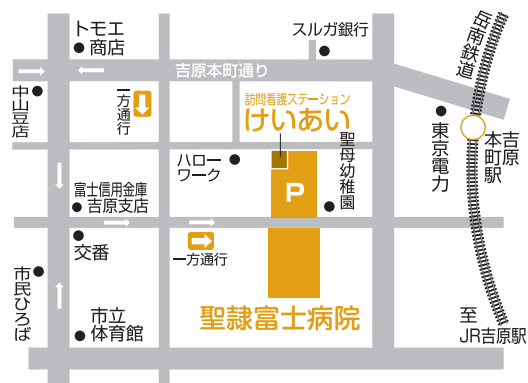 トモエ
商店
スルガ銀行
岳南鉄道
吉原本町通り
中山豆店
一方通行
訪問看護ステーション
けいあい
東京電力
吉原
本町駅
ハロー
ワーク
聖母幼稚園
富士信用金庫
吉原支店
P
交番
一方通行
市民ひろば
市立
体育館
聖隷富士病院
至
JR吉原駅